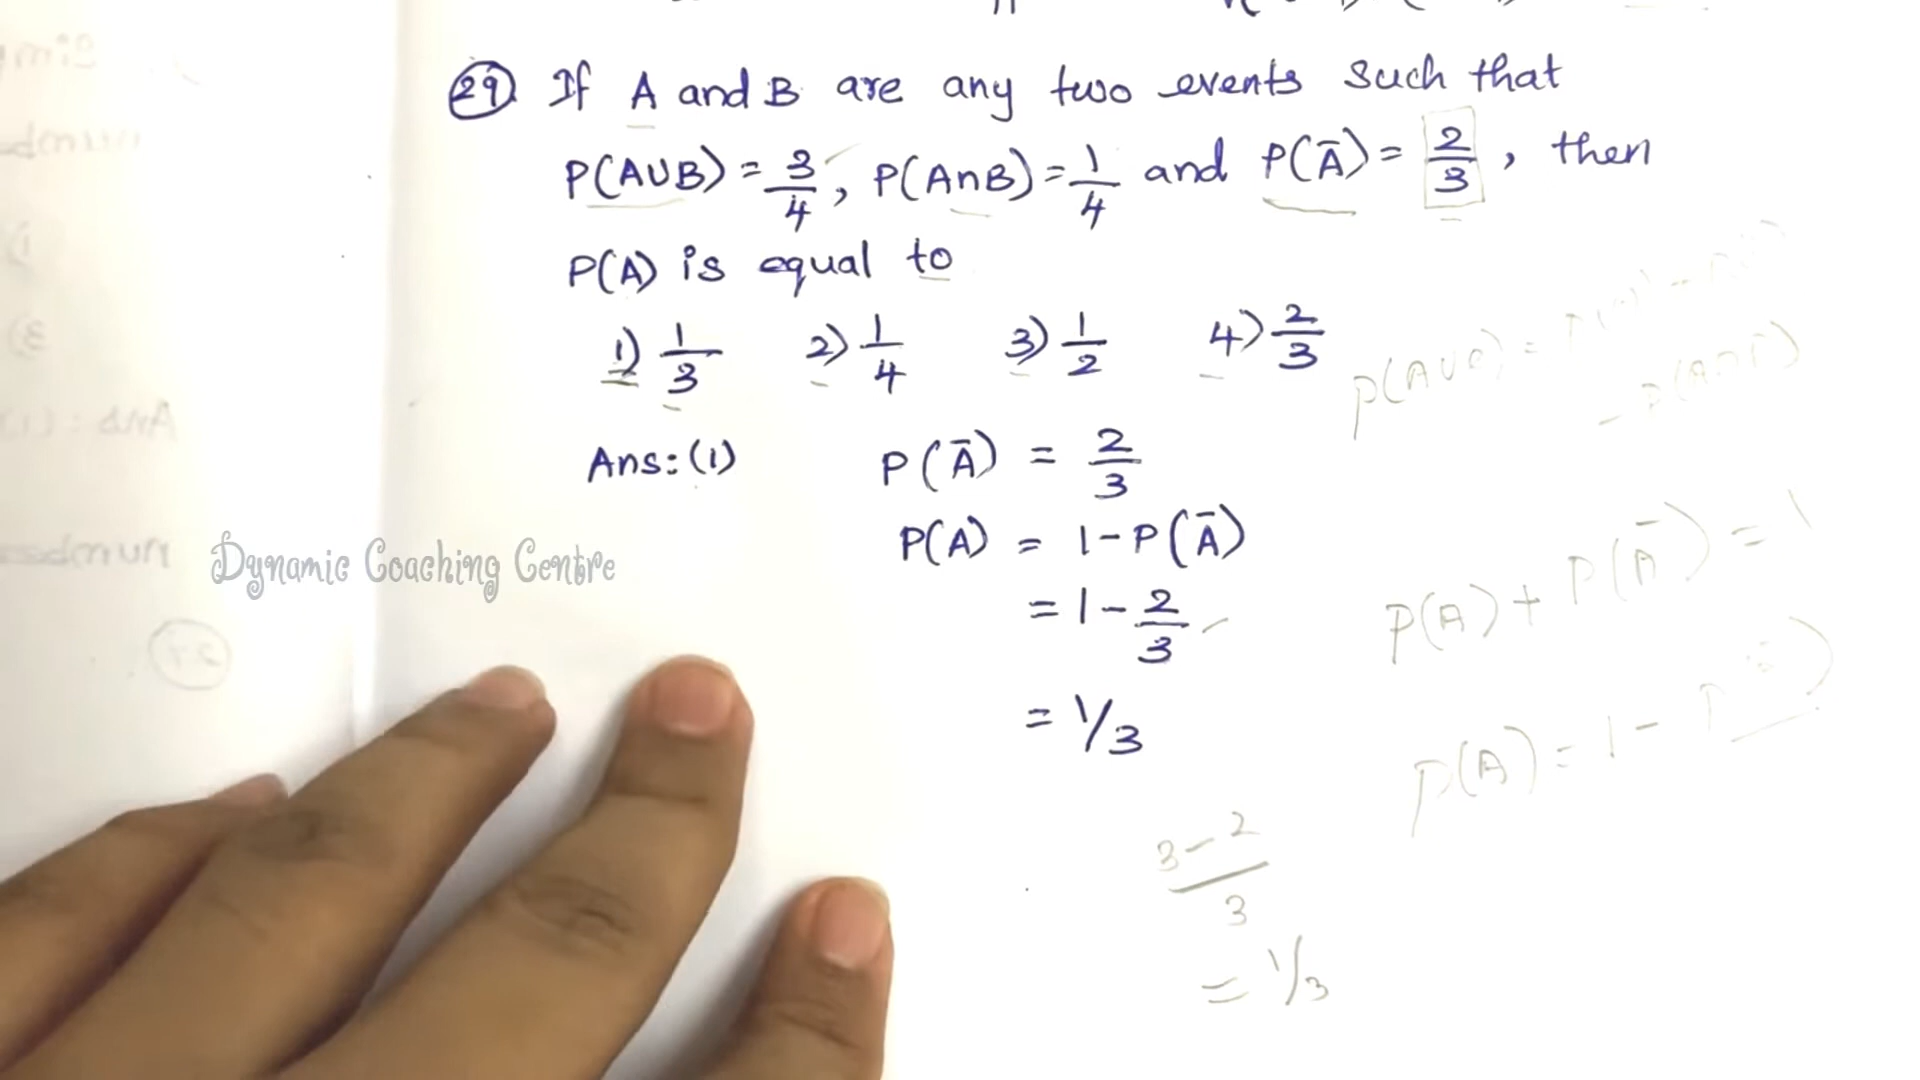 29 If A and B are any two events such that
P(A∪B) = 3/4, P(A∩B) = 1/4 and P(Ā) = 2/3, then
P(A) is equal to
1) 1/3 2) 1/4 3) 1/2 4) 2/3
Ans: (1) P(Ā) = 2/3
P(A) = 1 - P(Ā)
= 1 - 2/3
= 1/3
Dynamic Coaching Centre
P(A) + P(Ā) = 1
P(A) = 1 -
3 - 2 / 3
= 1/3